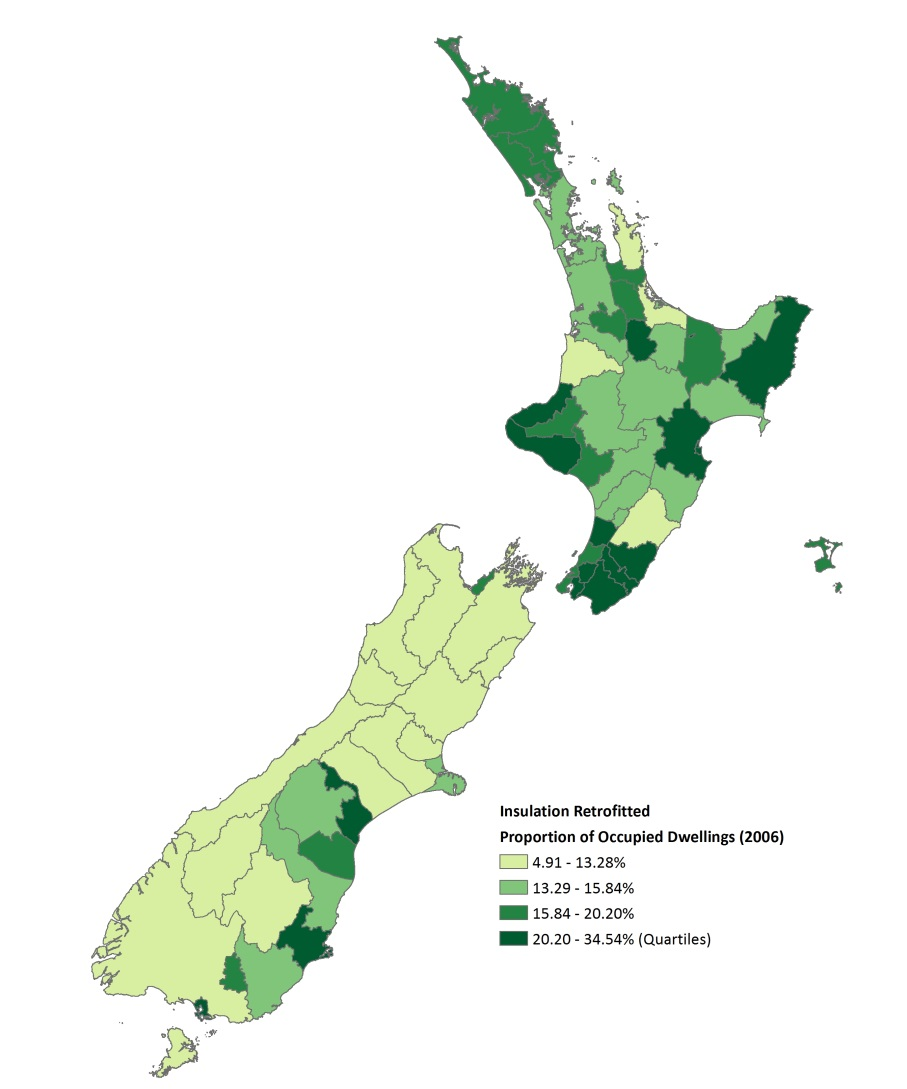 Insulation Retrofitted
Proportion of Occupied Dwellings (2006)
4.91 - 13.28%
13.29 - 15.84%
15.84 - 20.20%
20.20 - 34.54% (Quartiles)